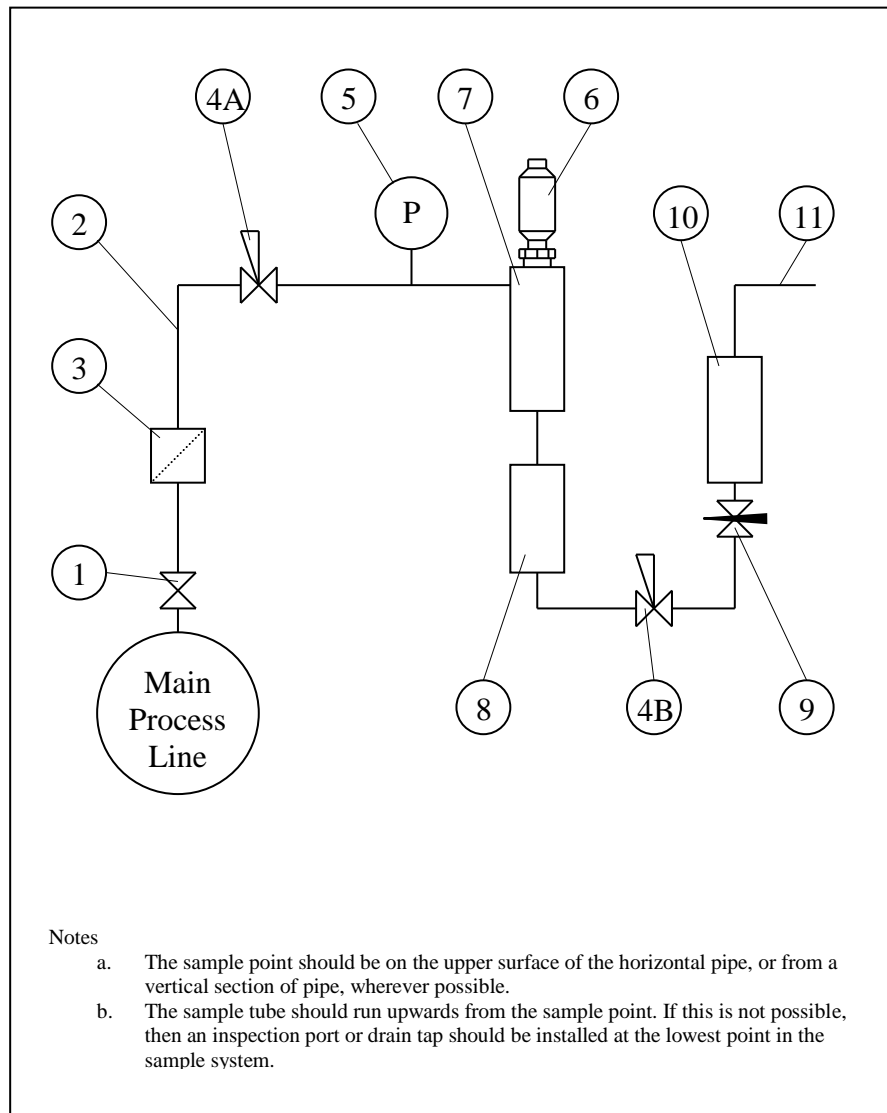 4A
5
7
6
2
10
11
P
3
1
Main
Process
Line
8
4B
9
Notes
a. The sample point should be on the upper surface of the horizontal pipe, or from a
vertical section of pipe, wherever possible.
b. The sample tube should run upwards from the sample point. If this is not possible,
then an inspection port or drain tap should be installed at the lowest point in the
sample system.